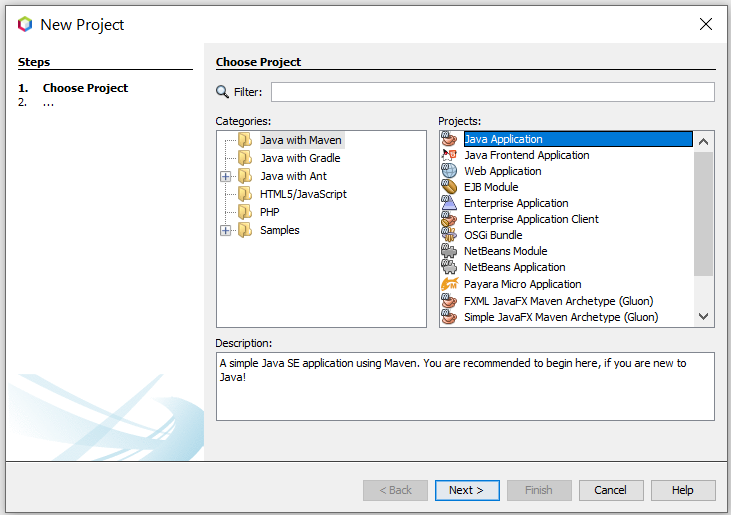 New Project
Steps
1. Choose Project
2. ...
Choose Project
Filter:
Categories:
Java with Maven
Java with Gradle
Java with Ant
HTML5/JavaScript
PHP
Samples
Projects:
Java Application
Java Frontend Application
Web Application
EJB Module
Enterprise Application
Enterprise Application Client
OSGi Bundle
NetBeans Module
NetBeans Application
Payara Micro Application
FXML JavaFX Maven Archetype (Gluon)
Simple JavaFX Maven Archetype (Gluon)
Description:
A simple Java SE application using Maven. You are recommended to begin here, if you are new to
Java!
< Back
Next >
Finish
Cancel
Help